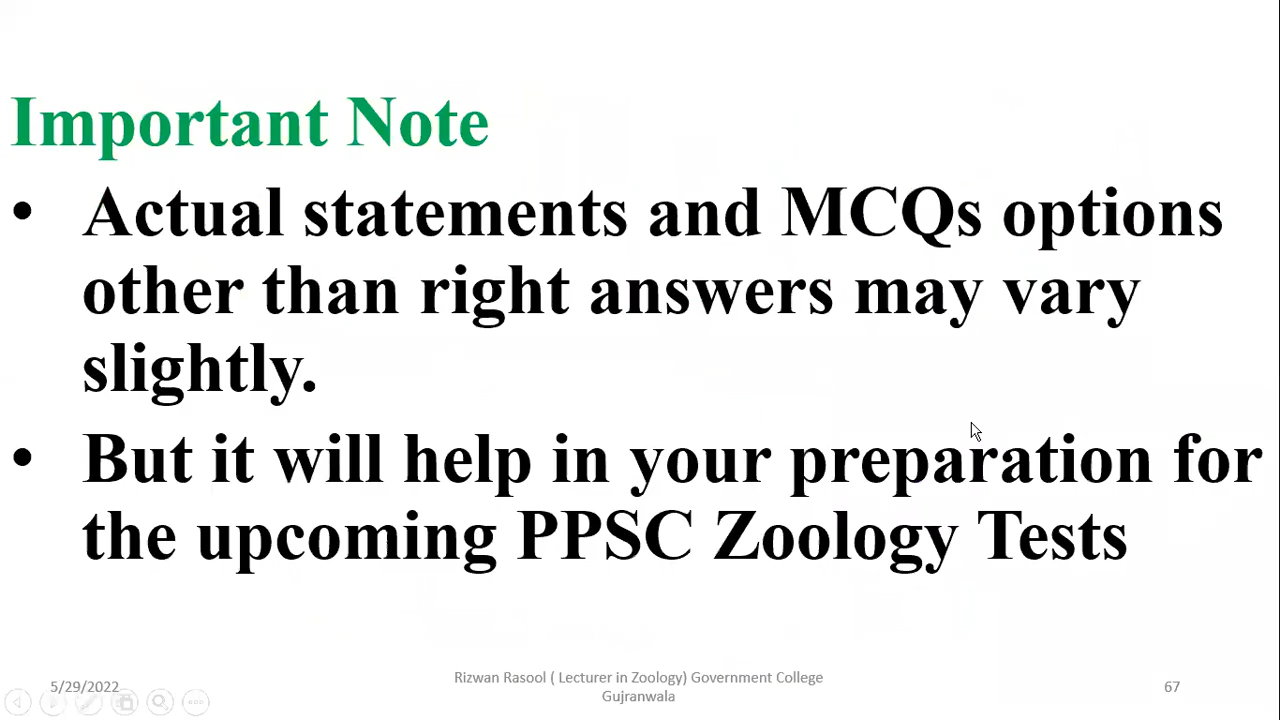 Important Note
• Actual statements and MCQs options
other than right answers may vary
slightly.
• But it will help in your preparation for
the upcoming PPSC Zoology Tests
5/29/2022
Rizwan Rasool ( Lecturer in Zoology) Government College
Gujranwala
67